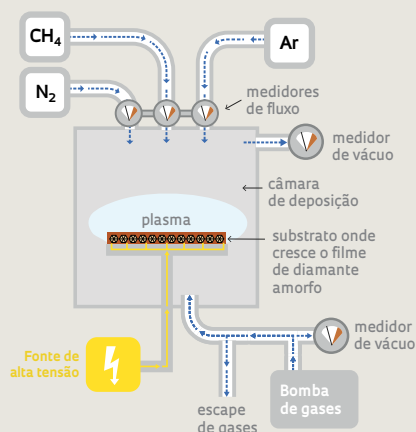 CH4
Ar
N2
medidores
de fluxo
medidor
de vácuo
câmara
de deposição
plasma
substrato onde
cresce o filme
de diamante
amorfo
medidor
de vácuo
Fonte de
alta tensão
Bomba
de gases
escape
de gases